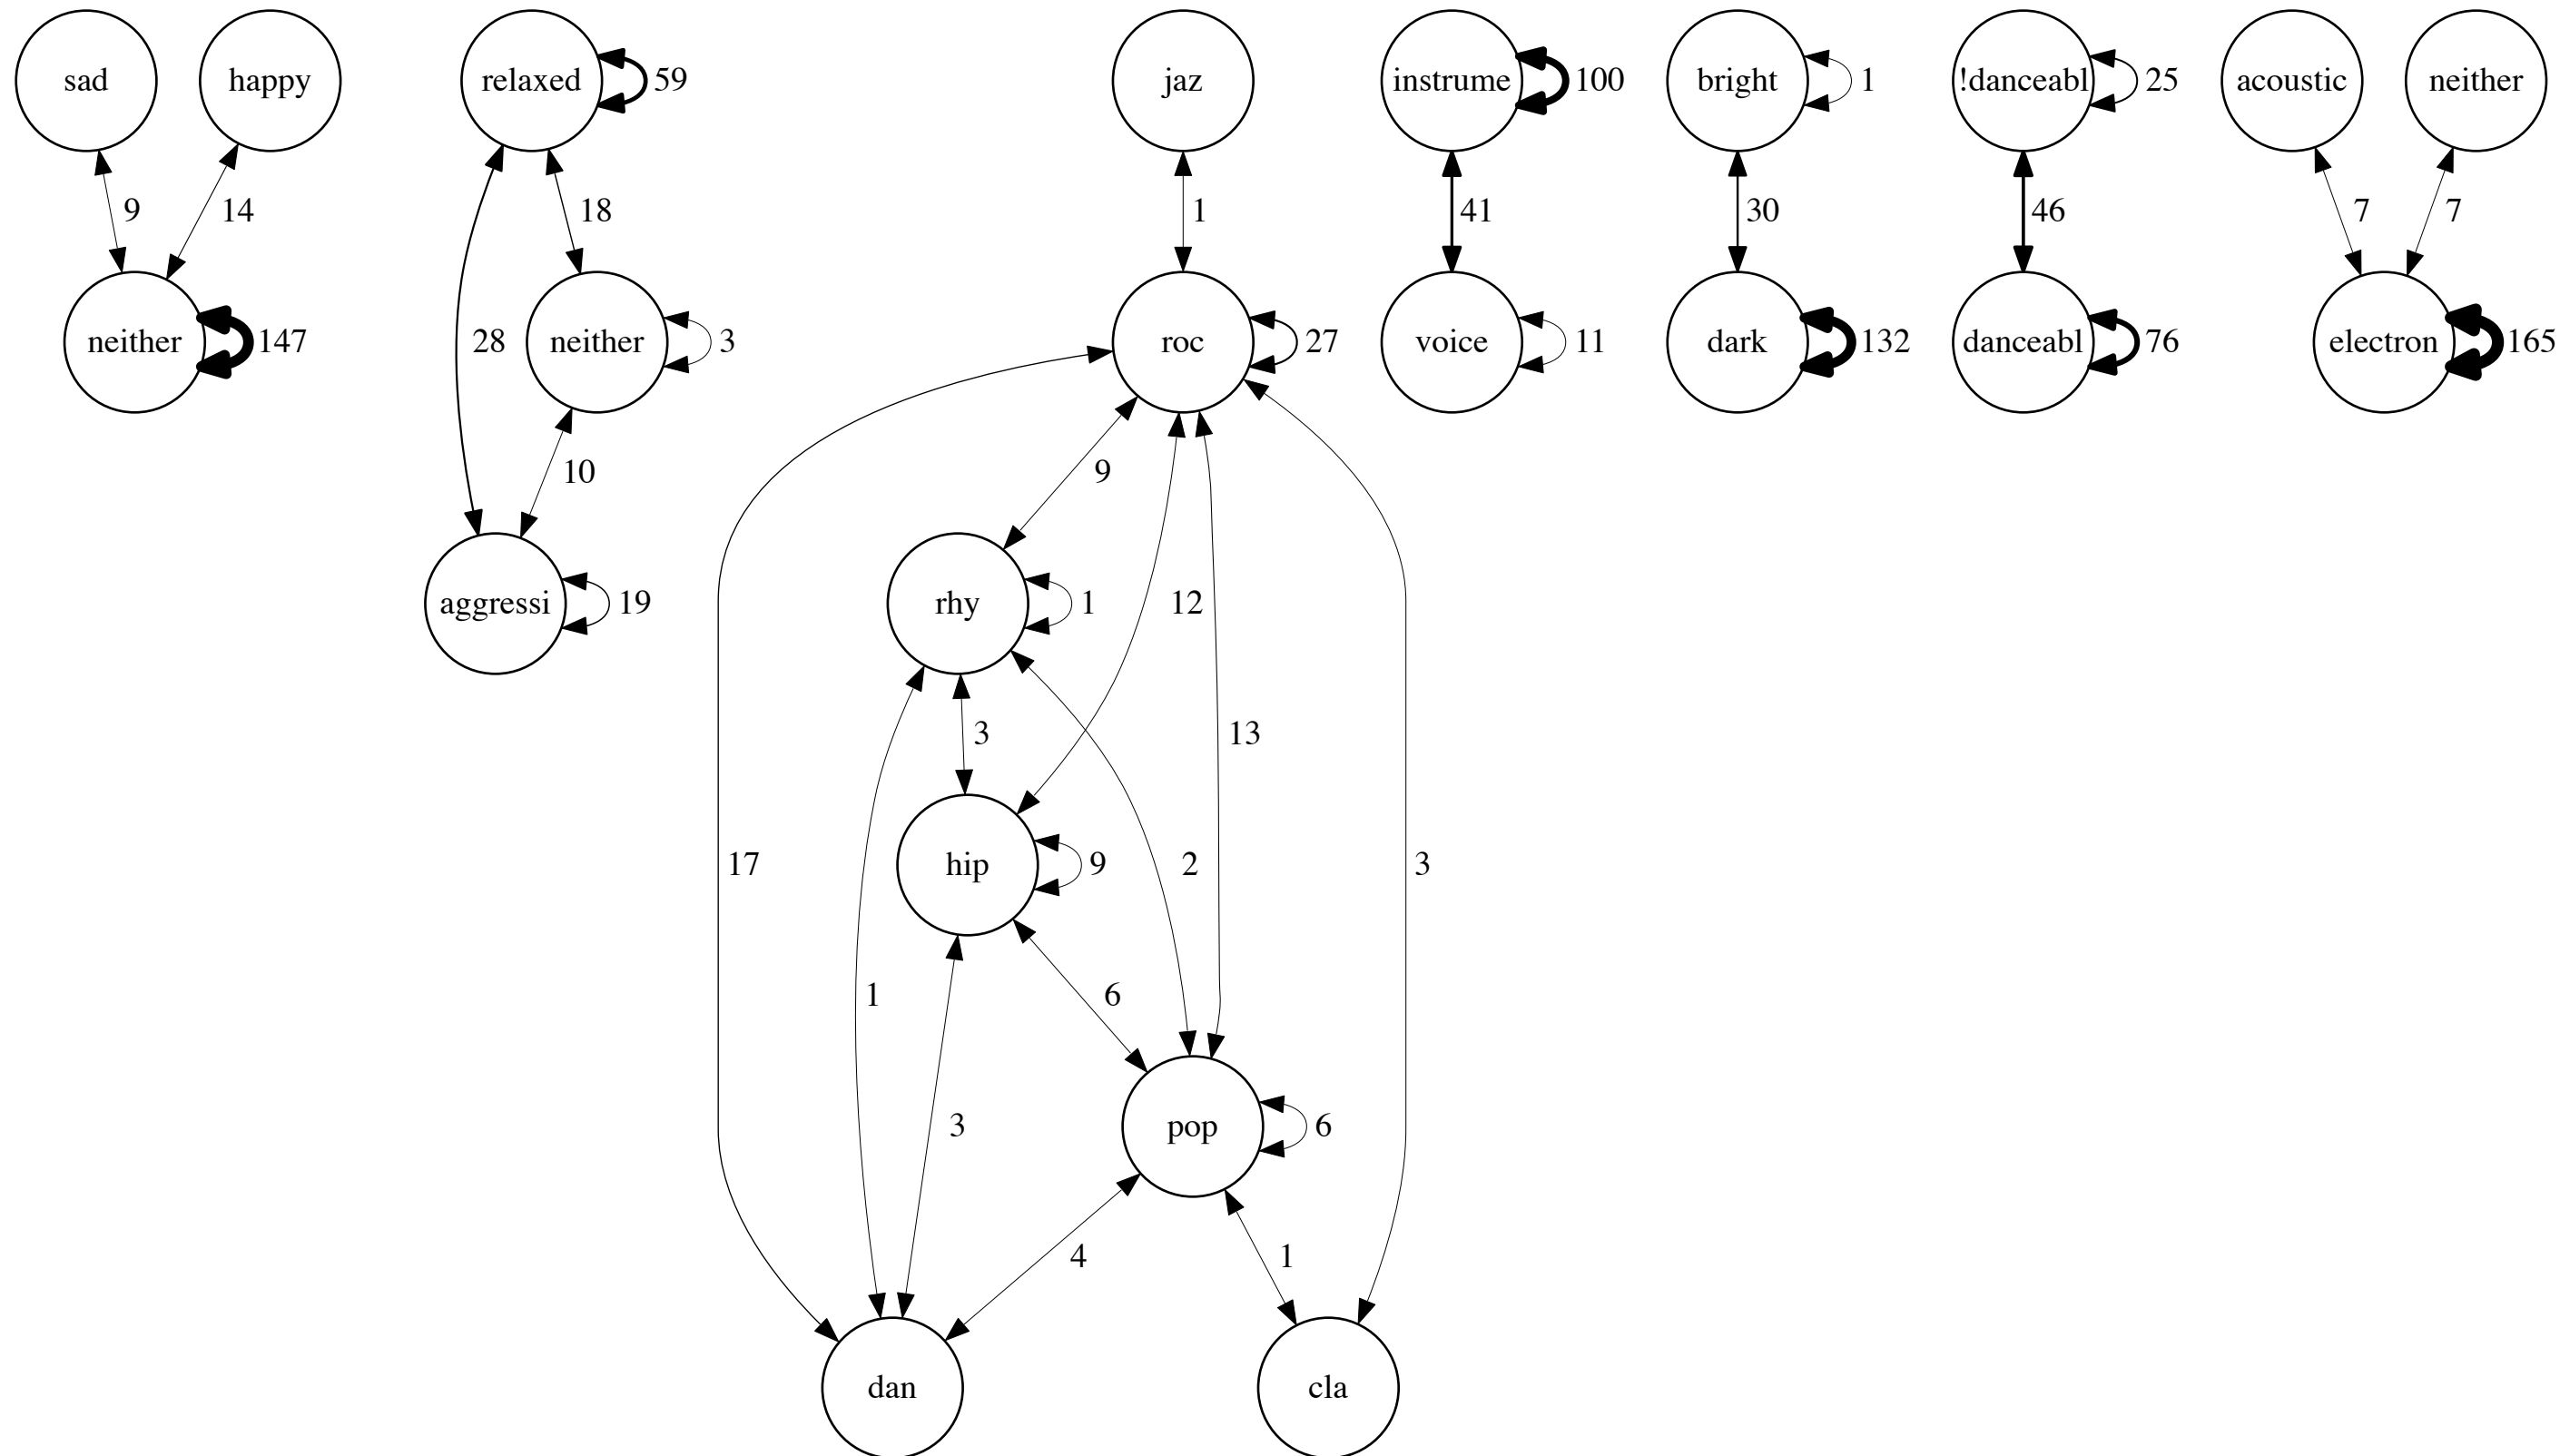 sad
happy
relaxed
59
jaz
instrume
100
bright
1
!danceabl
25
acoustic
neither
9
14
18
1
41
30
46
7
7
neither
147
28
neither
3
roc
27
voice
11
dark
132
danceabl
76
electron
165
10
9
aggressi
19
rhy
1
12
3
13
17
hip
9
2
3
1
6
3
pop
6
4
1
dan
cla